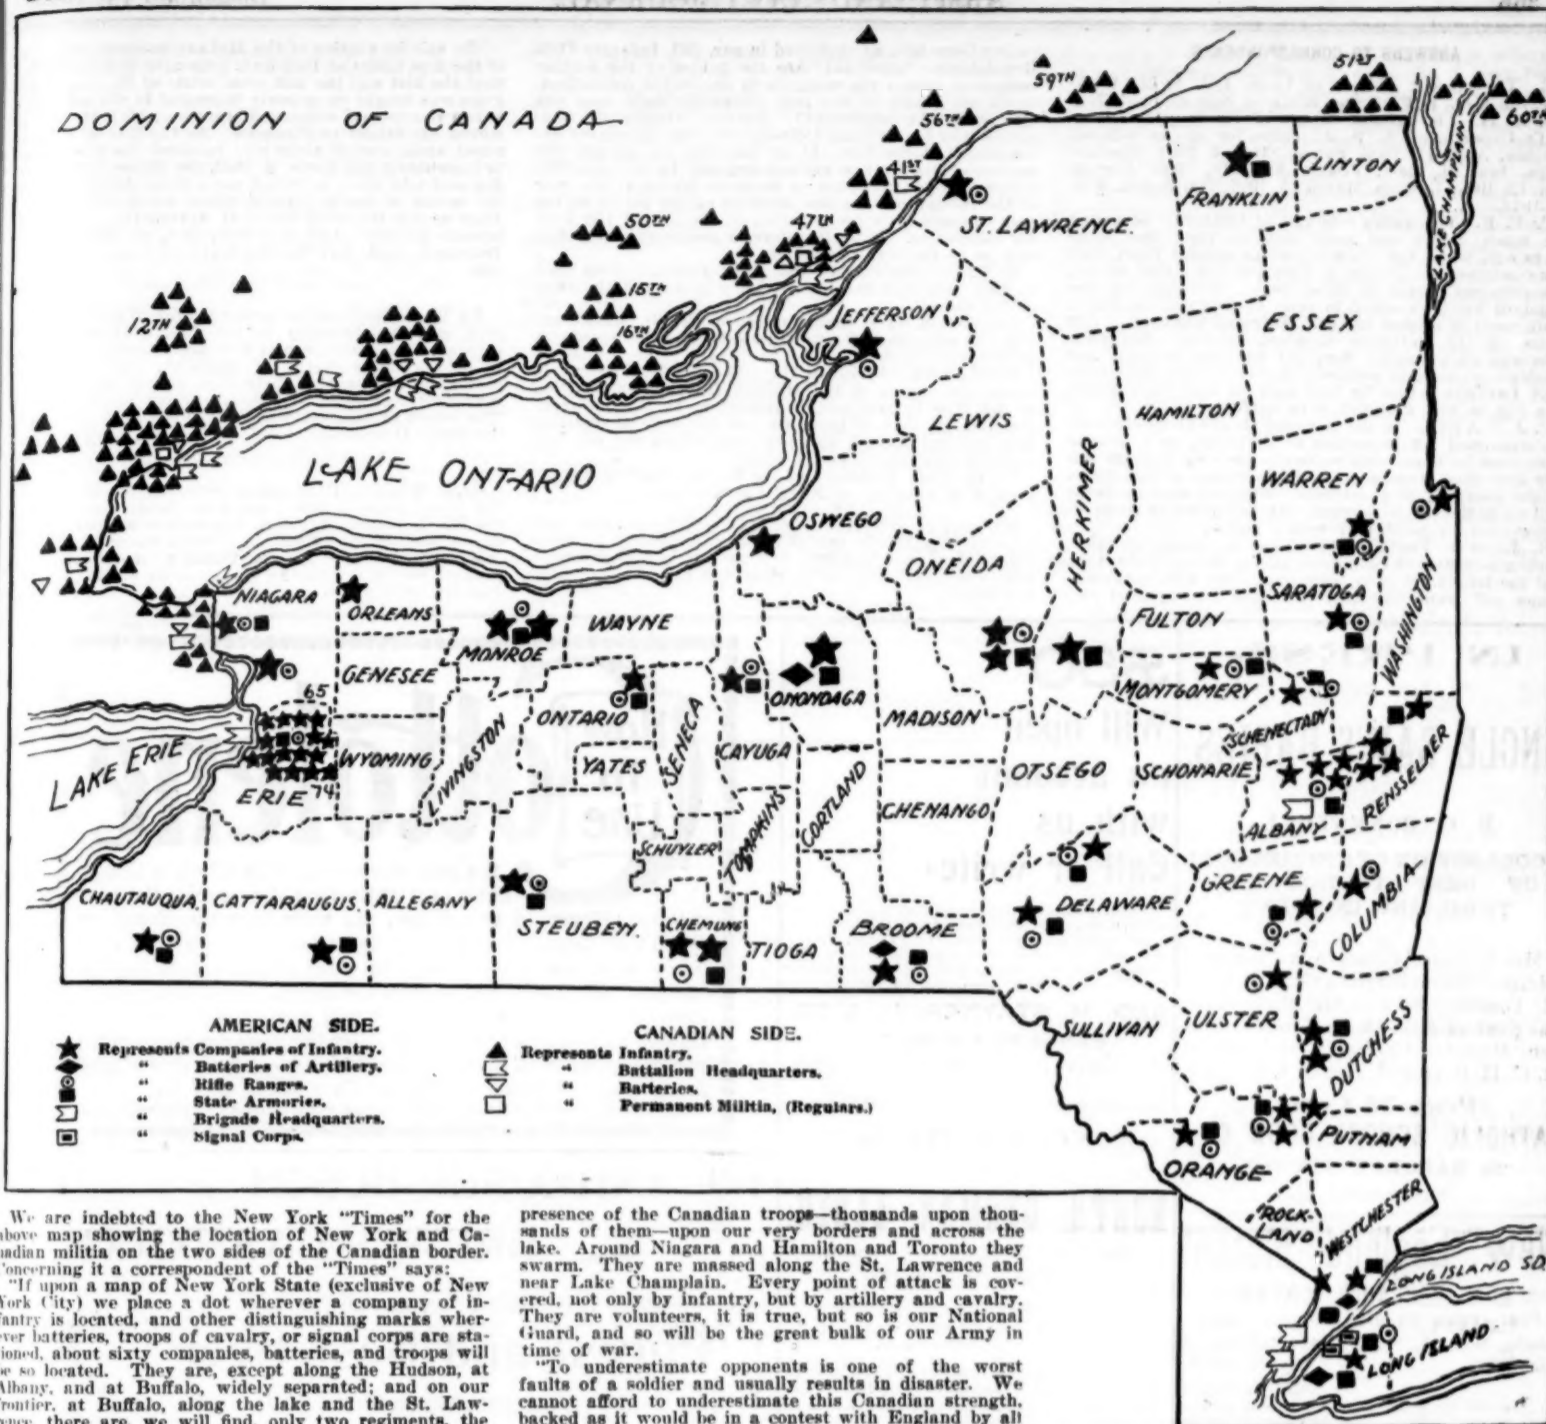 DOMINION OF CANADA
59TH
51ST
60TH
56TH
41ST
47TH
50TH
15TH
16TH
12TH
LAKE CHAMPLAIN
CLINTON
FRANKLIN
ST. LAWRENCE.
JEFFERSON
ESSEX
LEWIS
HAMILTON
HERKIMER
WARREN
LAKE ONTARIO
OSWEGO
ONEIDA
SARATOGA
WASHINGTON
FULTON
NIAGARA
ORLEANS
MONROE
WAYNE
GENESEE
65
ONTARIO
SENECA
CAYUGA
ONONDAGA
MADISON
MONTGOMERY
SCHENECTADY
LAKE ERIE
ERIE 74
WYOMING
LIVINGSTON
YATES
OTSEGO
SCHOHARIE
RENSSELAER
ALBANY
CORTLAND
CHENANGO
TOMPKINS
SCHUYLER
CHAUTAUQUA.
CATTARAUGUS.
ALLEGANY
STEUBEN.
CHEMUNG
TIOGA
BROOME
DELAWARE
GREENE
COLUMBIA
SULLIVAN
ULSTER
DUTCHESS
PUTNAM
ORANGE
ROCK-
LAND
WESTCHESTER
LONG ISLAND SD.
LONG ISLAND
AMERICAN SIDE.
Represents Companies of Infantry.
" Batteries of Artillery.
" Rifle Ranges.
" State Armories.
" Brigade Headquarters.
" Signal Corps.
CANADIAN SIDE.
Represents Infantry.
" Battalion Headquarters.
" Batteries.
" Permanent Militia, (Regulars.)
We are indebted to the New York "Times" for the
above map showing the location of New York and Ca-
nadian militia on the two sides of the Canadian border.
Concerning it a correspondent of the "Times" says:
"If upon a map of New York State (exclusive of New
York City) we place a dot wherever a company of in-
fantry is located, and other distinguishing marks wher-
ever batteries, troops of cavalry, or signal corps are sta-
tioned, about sixty companies, batteries, and troops will
be so located. They are, except along the Hudson, at
Albany, and at Buffalo, widely separated; and on our
frontier, at Buffalo, along the lake and the St. Law-
rence, there are, we will find, only two regiments, the
presence of the Canadian troops—thousands upon thou-
sands of them—upon our very borders and across the
lake. Around Niagara and Hamilton and Toronto they
swarm. They are massed along the St. Lawrence and
near Lake Champlain. Every point of attack is cov-
ered, not only by infantry, but by artillery and cavalry.
They are volunteers, it is true, but so is our National
Guard, and so will be the great bulk of our Army in
time of war.
"To underestimate opponents is one of the worst
faults of a soldier and usually results in disaster. We
cannot afford to underestimate this Canadian strength,
backed as it would be in a contest with England by all